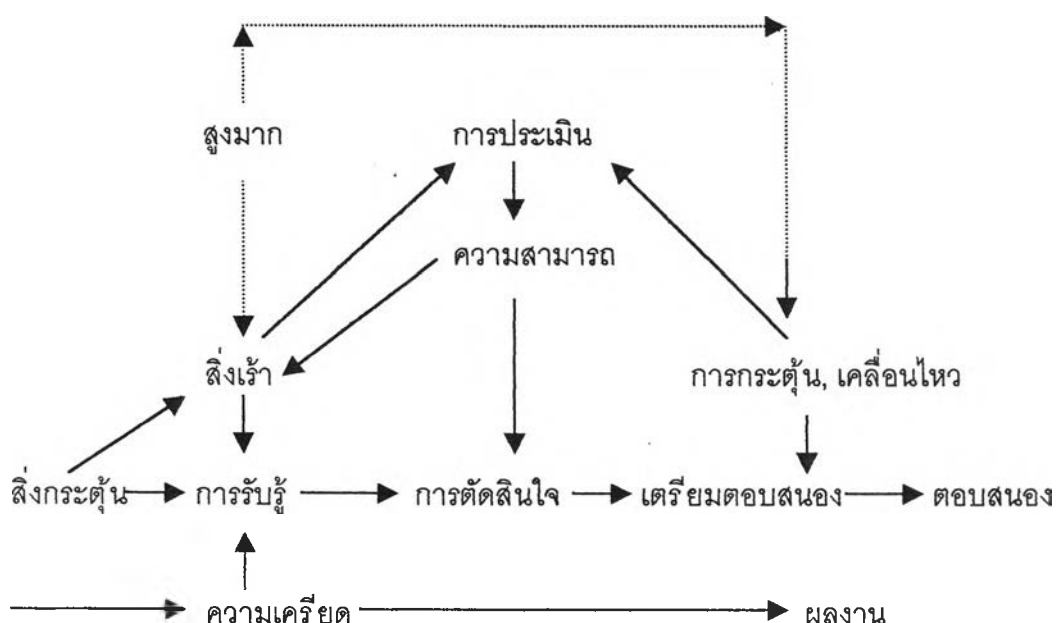 สูงมาก การประเมิน
ความสามารถ
สิ่งเร้า การกระตุ้น, เคลื่อนไหว
สิ่งกระตุ้น การรับรู้ การตัดสินใจ เตรียมตอบสนอง ตอบสนอง
ความเครียด ผลงาน